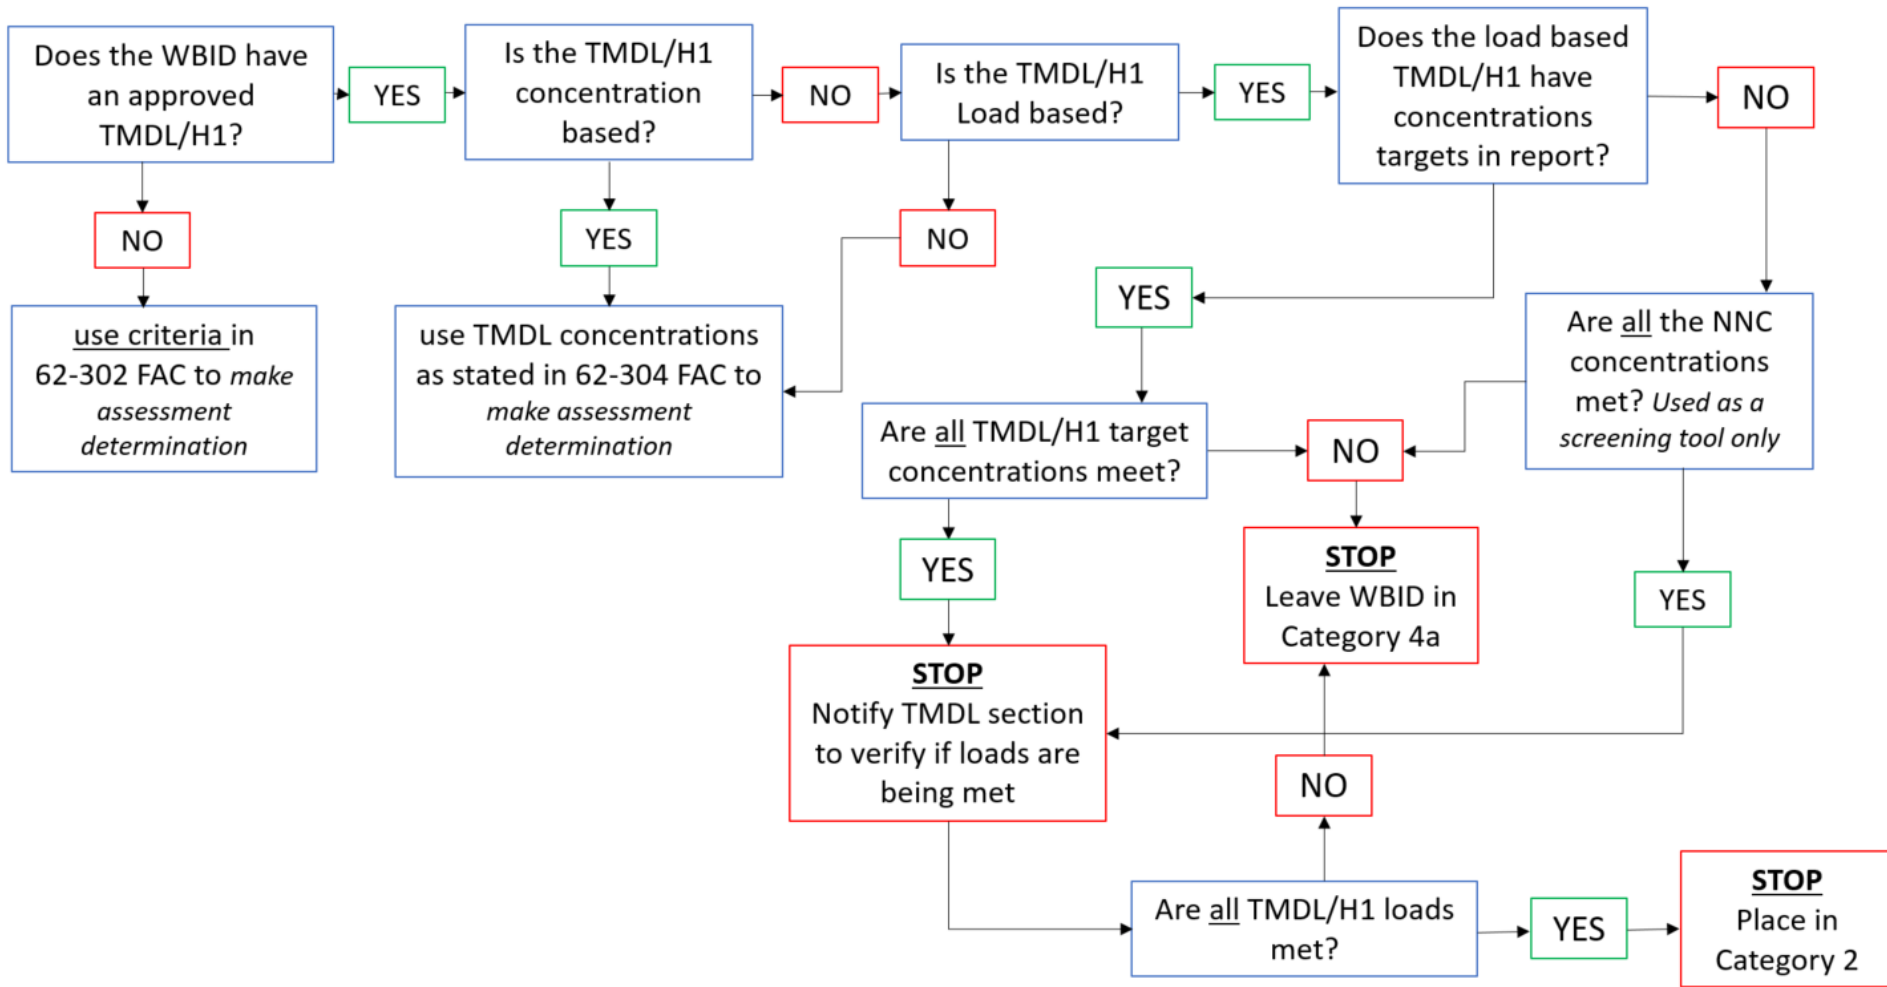 Does the WBID have
an approved
TMDL/H1?
YES
Is the TMDL/H1
concentration
based?
NO
Is the TMDL/H1
Load based?
YES
Does the load based
TMDL/H1 have
concentrations
targets in report?
NO
NO
YES
NO
YES
use criteria in
62-302 FAC to make
assessment
determination
use TMDL concentrations
as stated in 62-304 FAC to
make assessment
determination
Are all the NNC
concentrations
met? Used as a
screening tool only
Are all TMDL/H1 target
concentrations meet?
NO
YES
STOP
Leave WBID in
Category 4a
YES
STOP
Notify TMDL section
to verify if loads are
being met
NO
Are all TMDL/H1 loads
met?
YES
STOP
Place in
Category 2